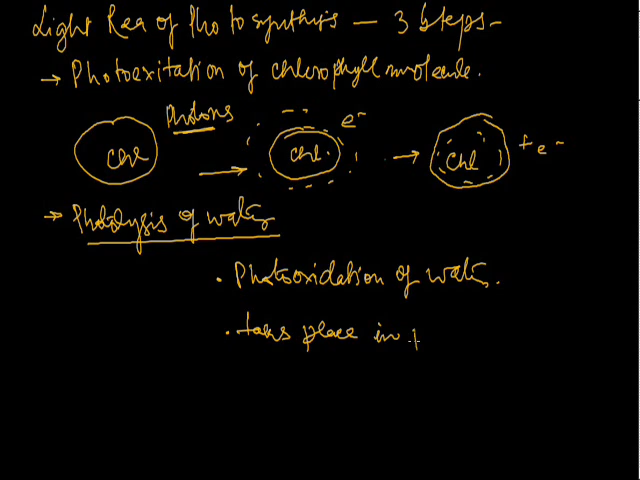 Light Rea of Photosynthisis — 3 Steps -
→ Photoexitation of chlorophyll molecule.
Photons
chl
chl.
e-
→ chl + e-
→ Photolysis of water
• Photooxidation of water.
• takes place in